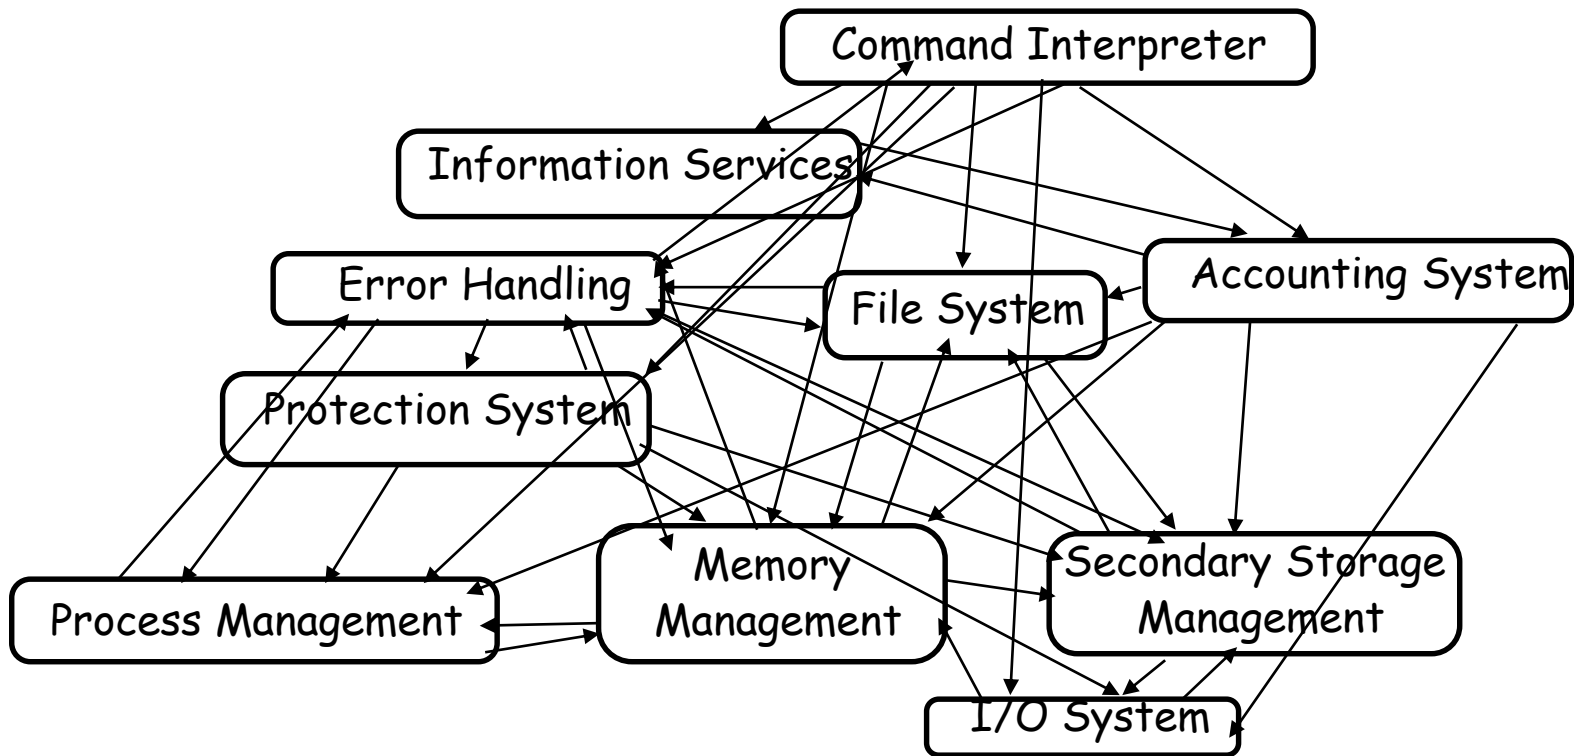 Command Interpreter
Information Services
Error Handling
File System
Accounting System
Protection System
Memory
Management
Secondary Storage
Management
Process Management
I/O System